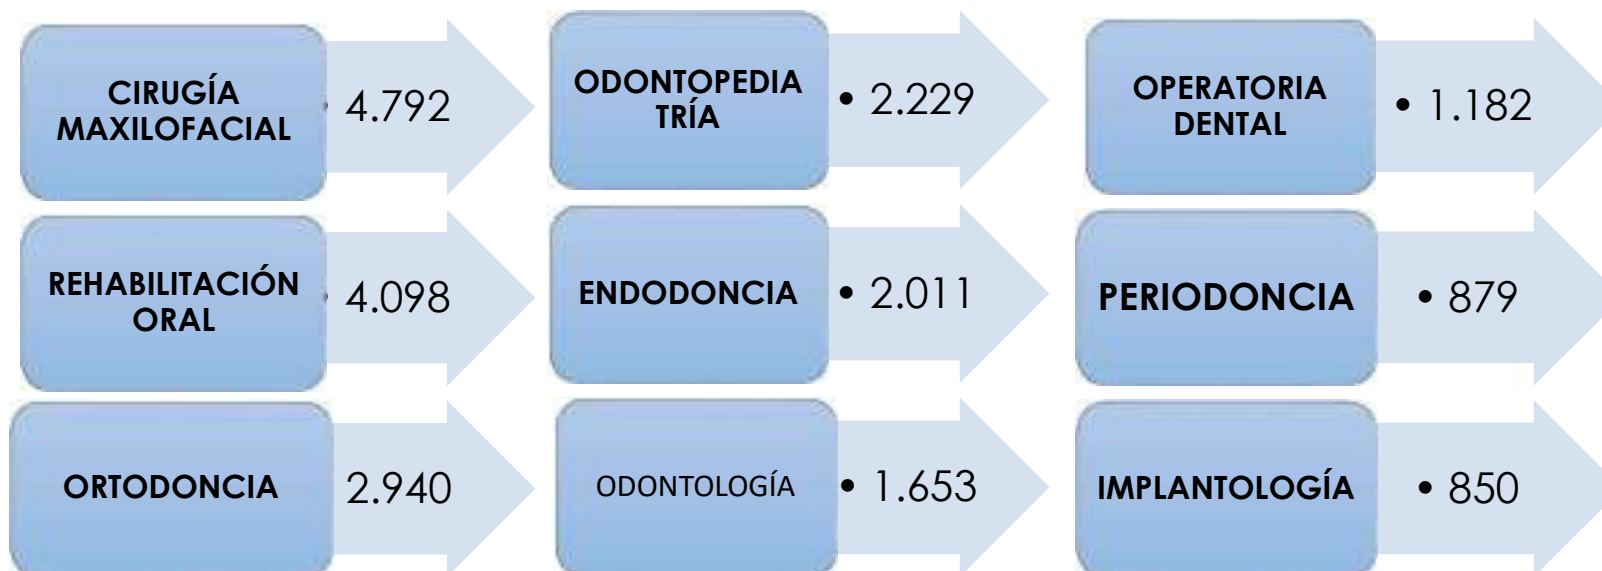 CIRUGÍA
MAXILOFACIAL
• 4.792
ODONTOPEDIA
TRÍA
• 2.229
OPERATORIA
DENTAL
• 1.182
REHABILITACIÓN
ORAL
• 4.098
ENDODONCIA
• 2.011
PERIODONCIA
• 879
ORTODONCIA
2.940
ODONTOLOGÍA
• 1.653
IMPLANTOLOGÍA
• 850